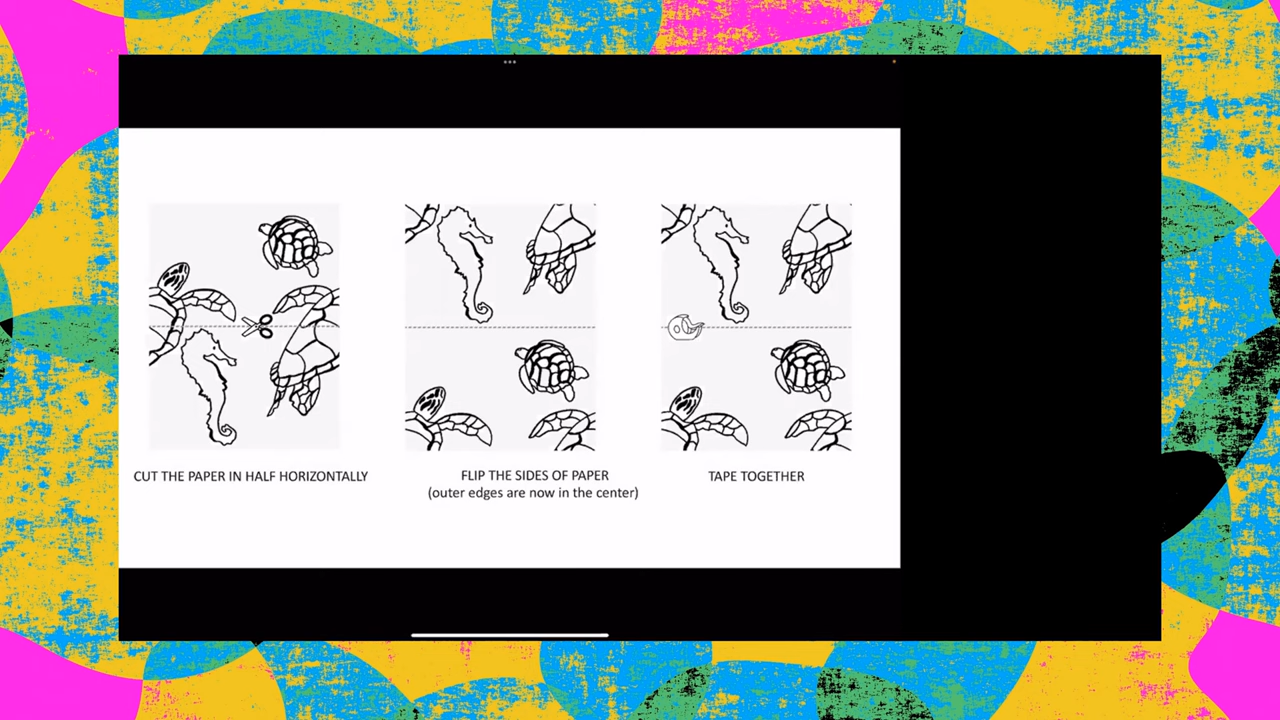 CUT THE PAPER IN HALF HORIZONTALLY
FLIP THE SIDES OF PAPER
(outer edges are now in the center)
TAPE TOGETHER